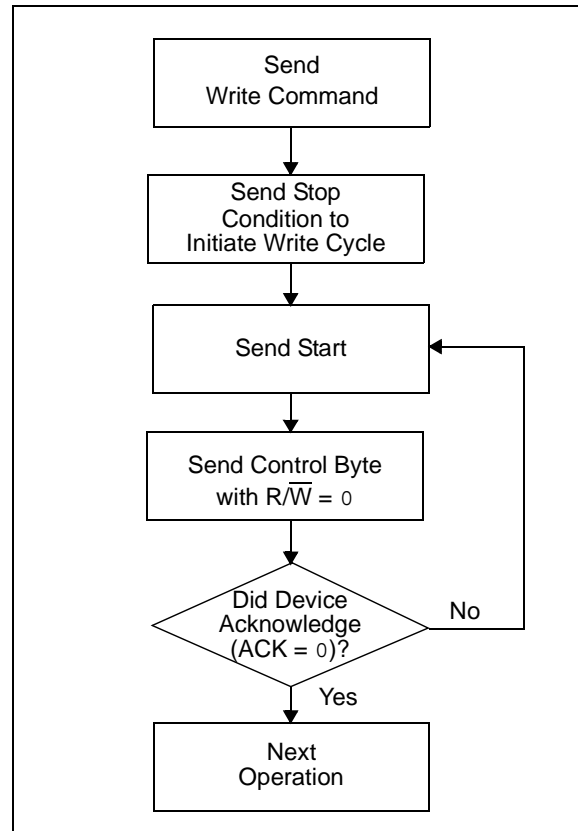 Send
Write Command
Send Stop
Condition to
Initiate Write Cycle
Send Start
Send Control Byte
with R/W̅ = 0
Did Device
Acknowledge
(ACK = 0)?
No
Yes
Next
Operation